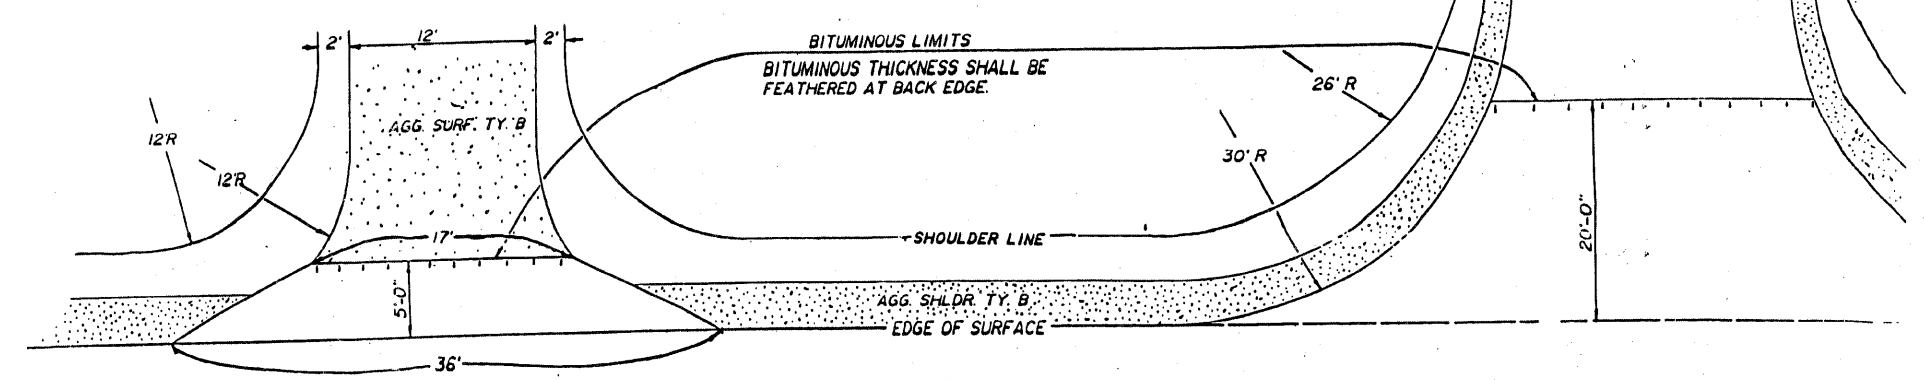 2' 12' 2'
BITUMINOUS LIMITS
BITUMINOUS THICKNESS SHALL BE
FEATHERED AT BACK EDGE.
26' R
AGG. SURF. TY. B
12'R
30' R
12'R
17'
SHOULDER LINE
20'-0"
5'-0"
AGG. SHLDR. TY. B
EDGE OF SURFACE
36'